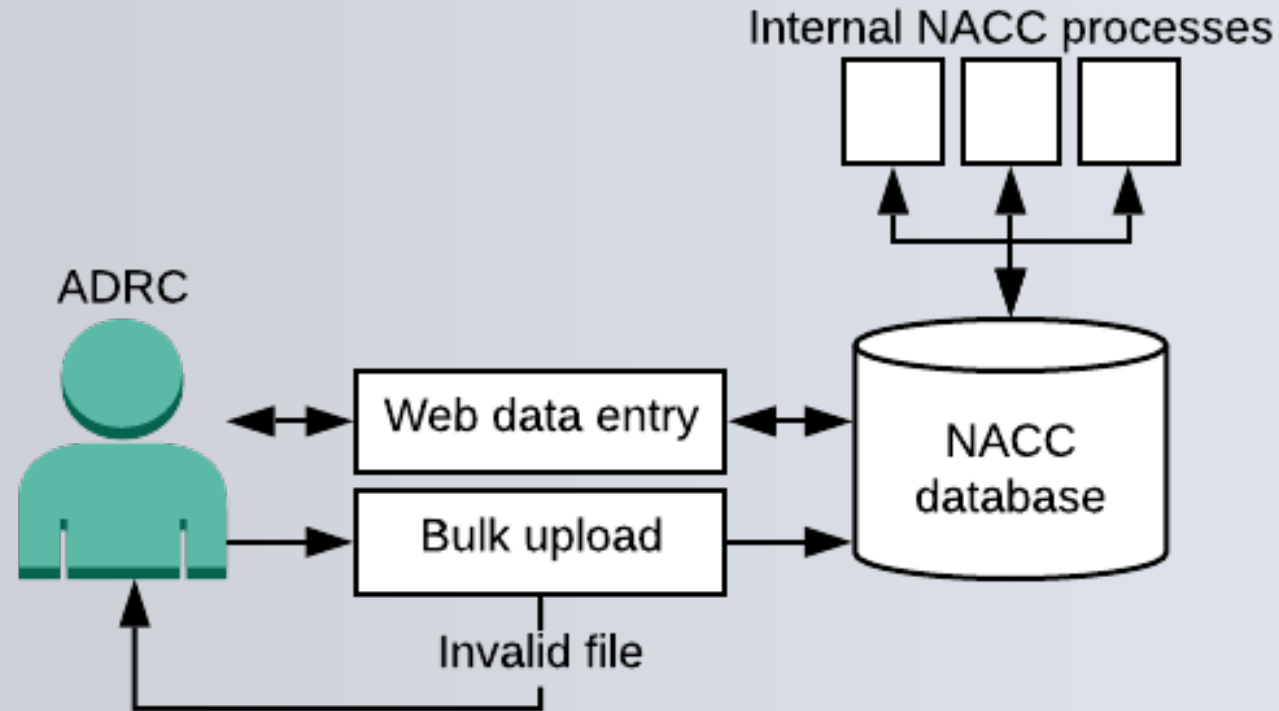 Internal NACC processes
ADRC
Web data entry
NACC
database
Bulk upload
Invalid file